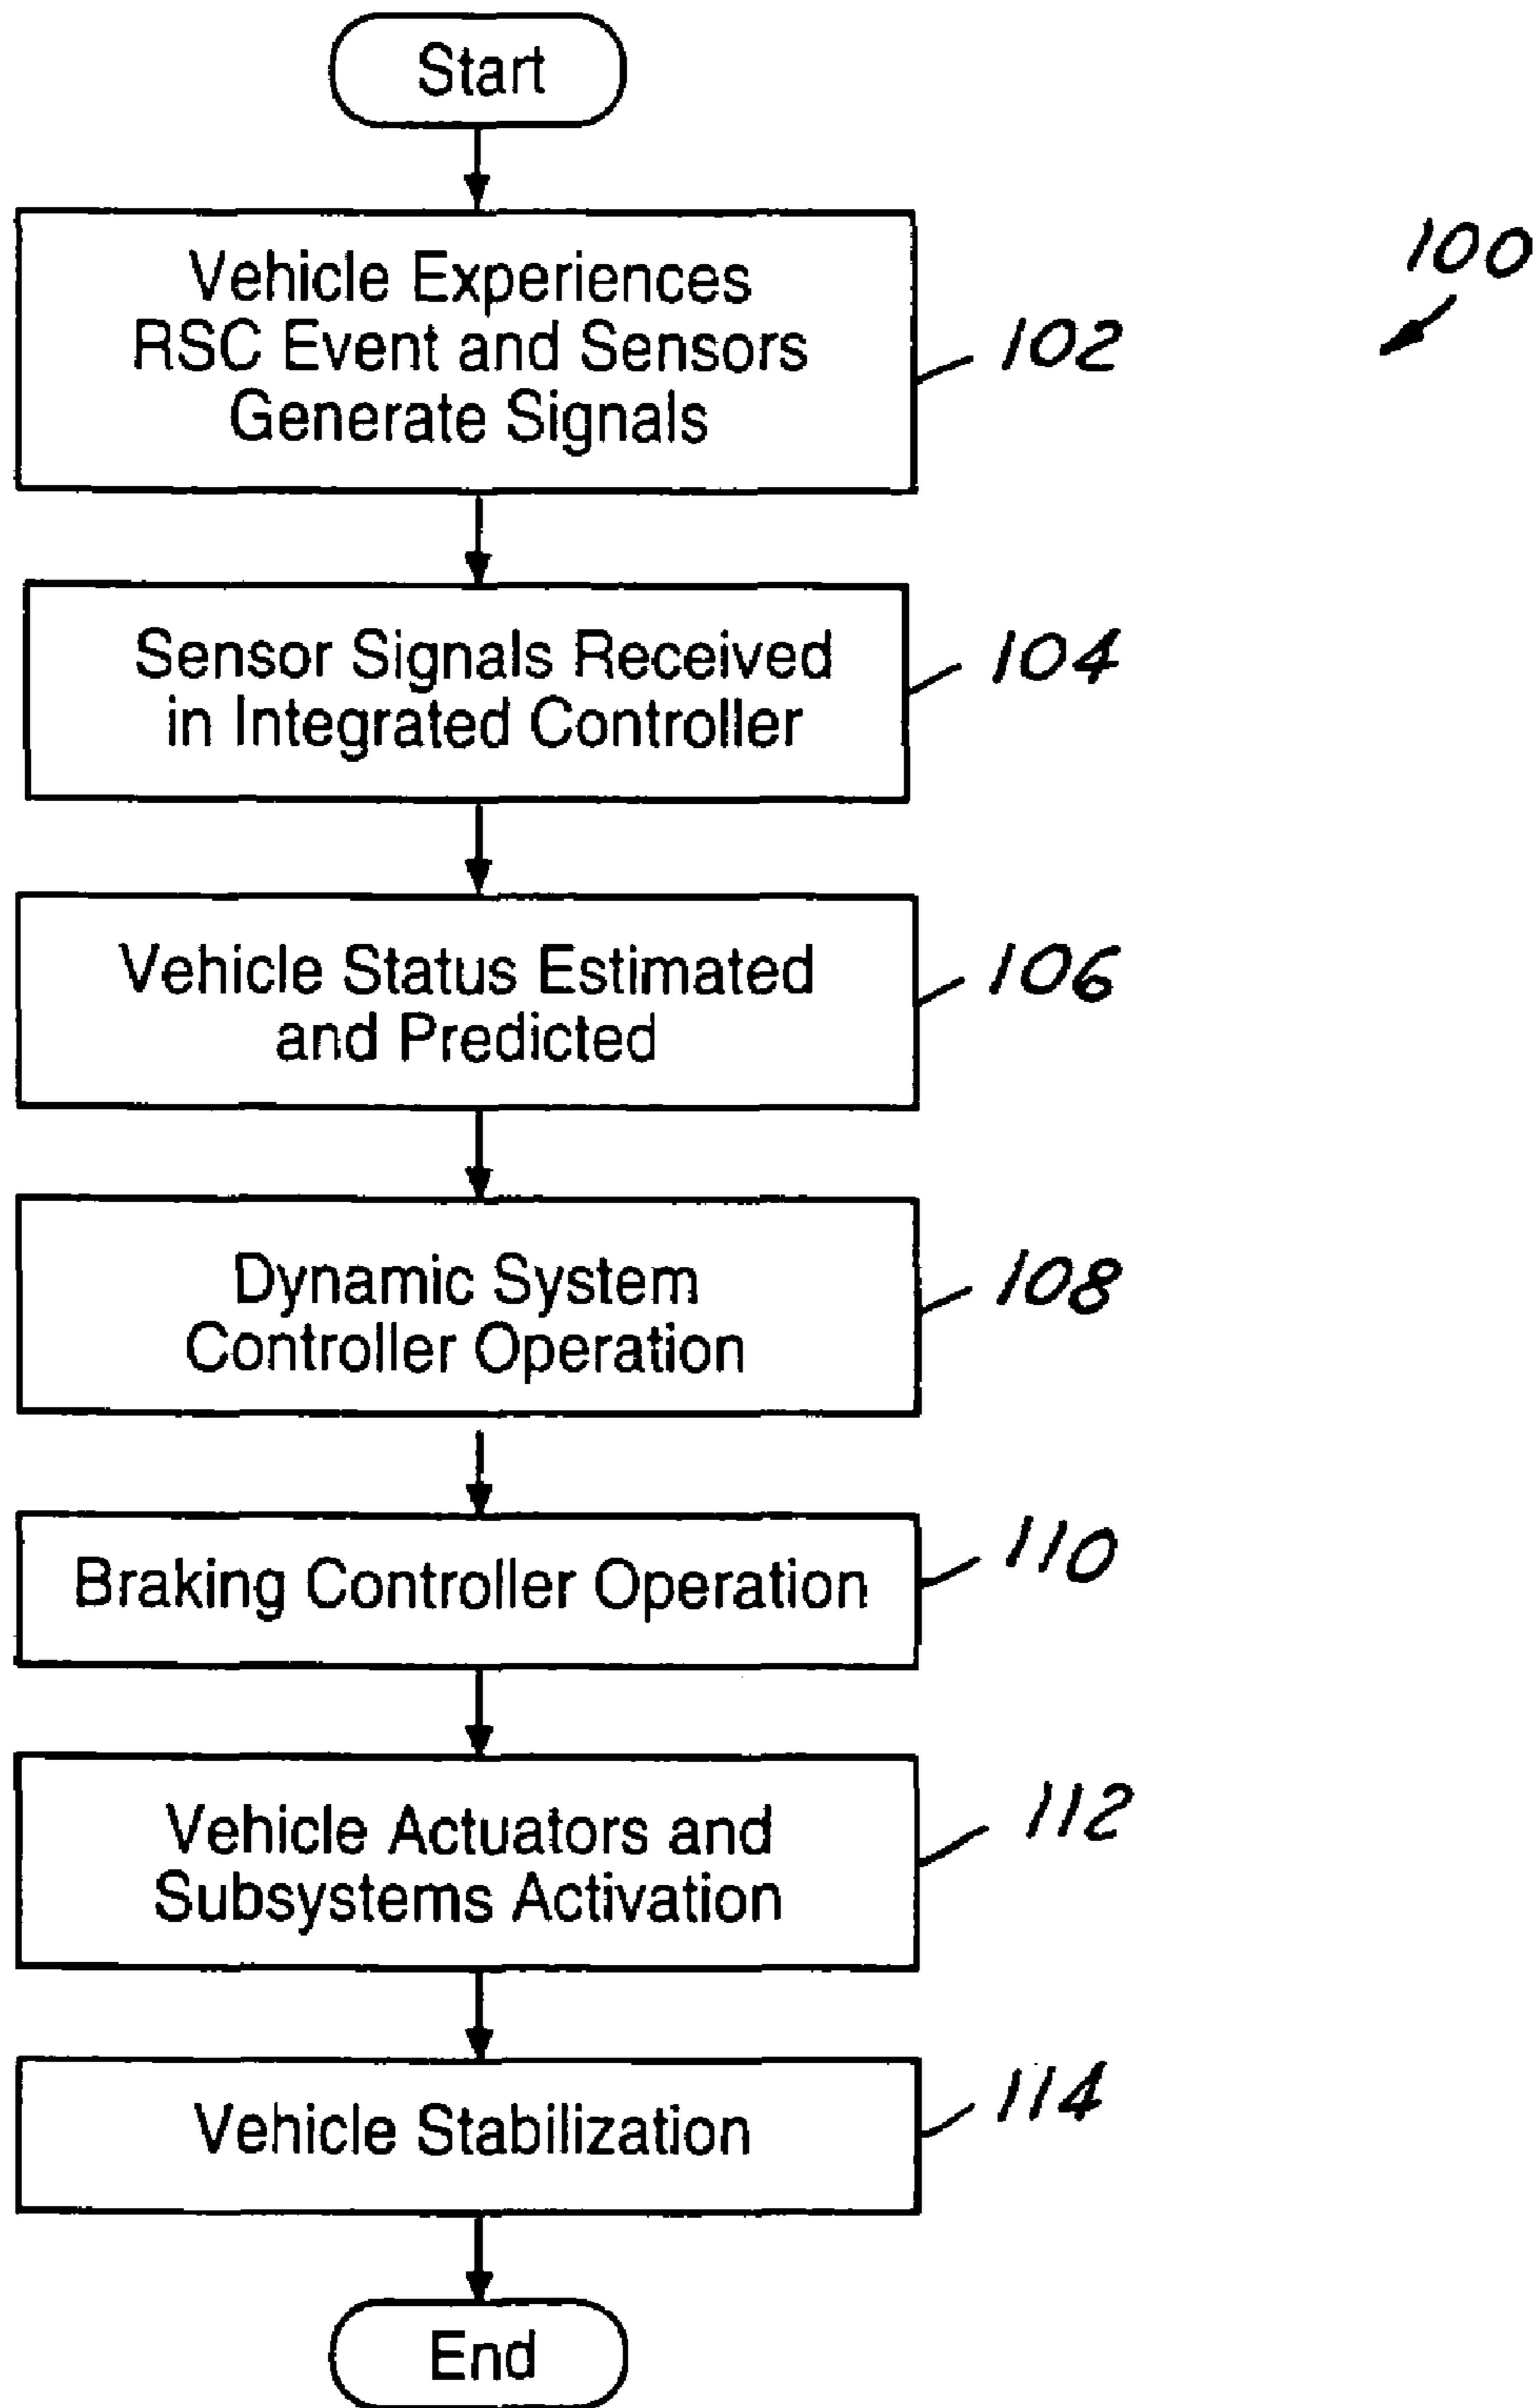 Start
Vehicle Experiences
RSC Event and Sensors
Generate Signals
100
102
Sensor Signals Received
in Integrated Controller
104
Vehicle Status Estimated
and Predicted
106
Dynamic System
Controller Operation
108
Braking Controller Operation
110
Vehicle Actuators and
Subsystems Activation
112
Vehicle Stabilization
114
End